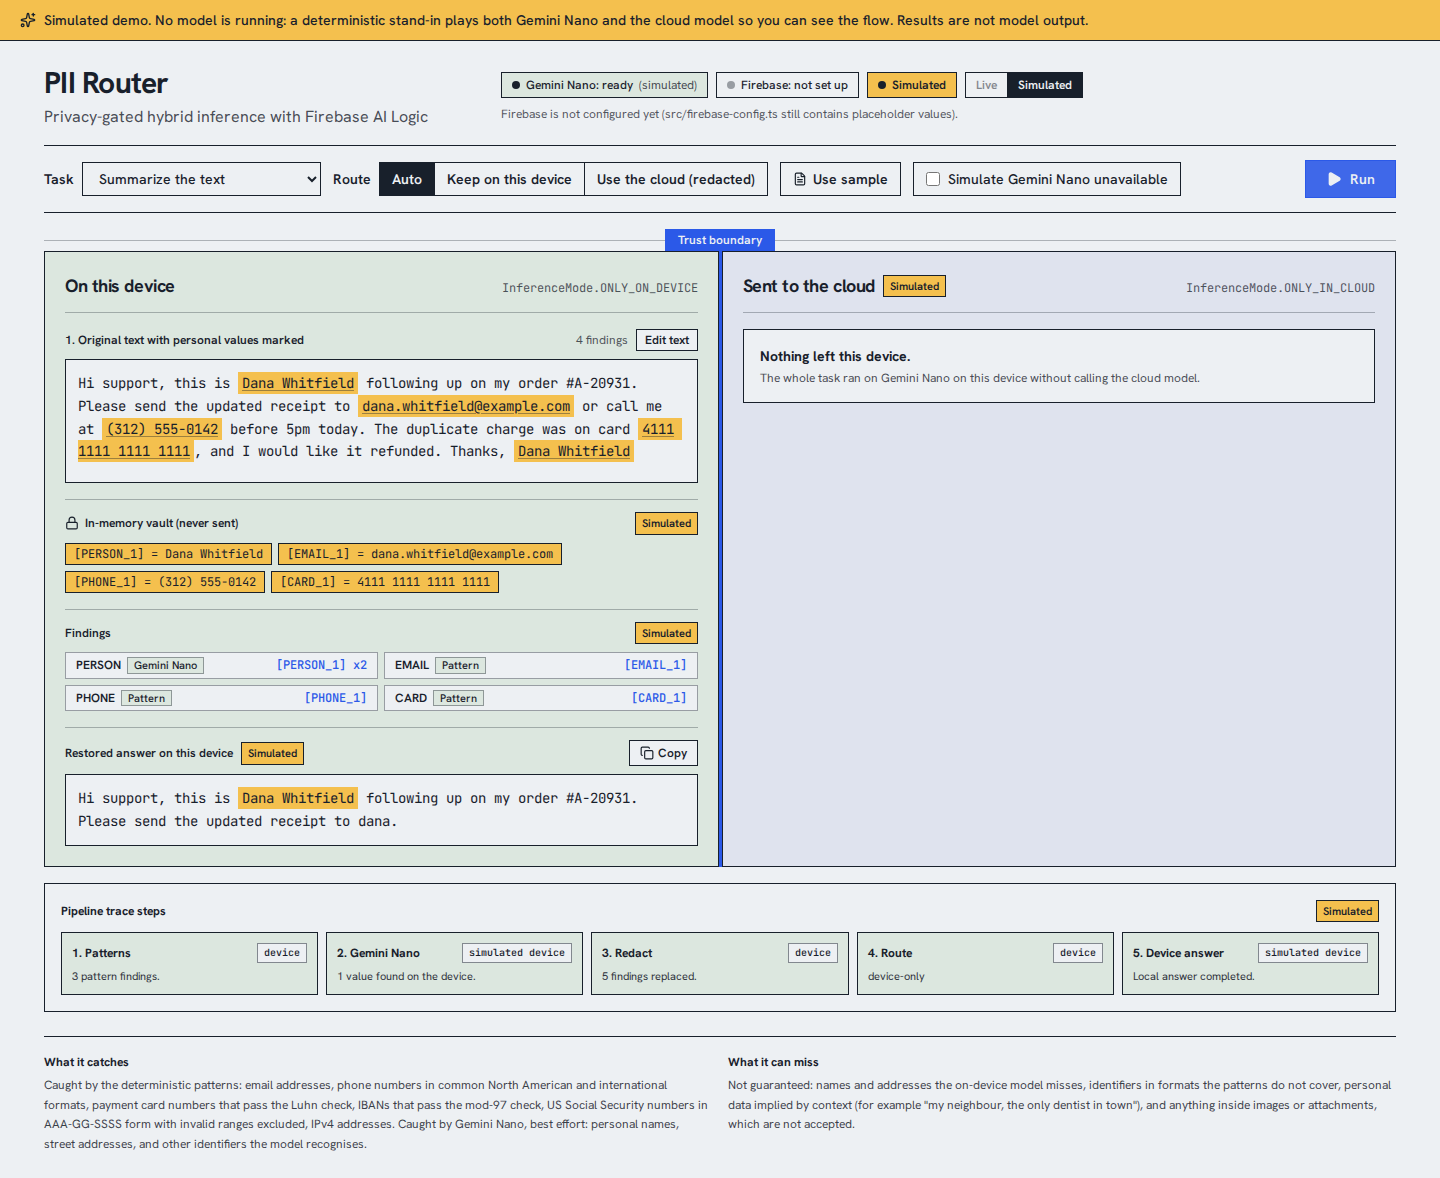 Simulated demo. No model is running: a deterministic stand-in plays both Gemini Nano and the cloud model so you can see the flow. Results are not model output.
PII Router
Privacy-gated hybrid inference with Firebase AI Logic
Gemini Nano: ready (simulated)
Firebase: not set up
Simulated
Live
Simulated
Firebase is not configured yet (src/firebase-config.ts still contains placeholder values).
Task
Summarize the text
Route
Auto
Keep on this device
Use the cloud (redacted)
Use sample
Simulate Gemini Nano unavailable
Run
Trust boundary
On this device
InferenceMode.ONLY_ON_DEVICE
1. Original text with personal values marked
4 findings
Edit text
Hi support, this is Dana Whitfield following up on my order #A-20931.
Please send the updated receipt to dana.whitfield@example.com or call me
at (312) 555-0142 before 5pm today. The duplicate charge was on card 4111
1111 1111 1111, and I would like it refunded. Thanks, Dana Whitfield
In-memory vault (never sent)
Simulated
[PERSON_1] = Dana Whitfield
[EMAIL_1] = dana.whitfield@example.com
[PHONE_1] = (312) 555-0142
[CARD_1] = 4111 1111 1111 1111
Findings
Simulated
PERSON Gemini Nano [PERSON_1] x2
EMAIL Pattern [EMAIL_1]
PHONE Pattern [PHONE_1]
CARD Pattern [CARD_1]
Restored answer on this device
Simulated
Copy
Hi support, this is Dana Whitfield following up on my order #A-20931.
Please send the updated receipt to dana.
Sent to the cloud
Simulated
InferenceMode.ONLY_IN_CLOUD
Nothing left this device.
The whole task ran on Gemini Nano on this device without calling the cloud model.
Pipeline trace steps
Simulated
1. Patterns
device
3 pattern findings.
2. Gemini Nano
simulated device
1 value found on the device.
3. Redact
device
5 findings replaced.
4. Route
device
device-only
5. Device answer
simulated device
Local answer completed.
What it catches
Caught by the deterministic patterns: email addresses, phone numbers in common North American and international
formats, payment card numbers that pass the Luhn check, IBANs that pass the mod-97 check, US Social Security numbers in
AAA-GG-SSSS form with invalid ranges excluded, IPv4 addresses. Caught by Gemini Nano, best effort: personal names,
street addresses, and other identifiers the model recognises.
What it can miss
Not guaranteed: names and addresses the on-device model misses, identifiers in formats the patterns do not cover, personal
data implied by context (for example "my neighbour, the only dentist in town"), and anything inside images or attachments,
which are not accepted.